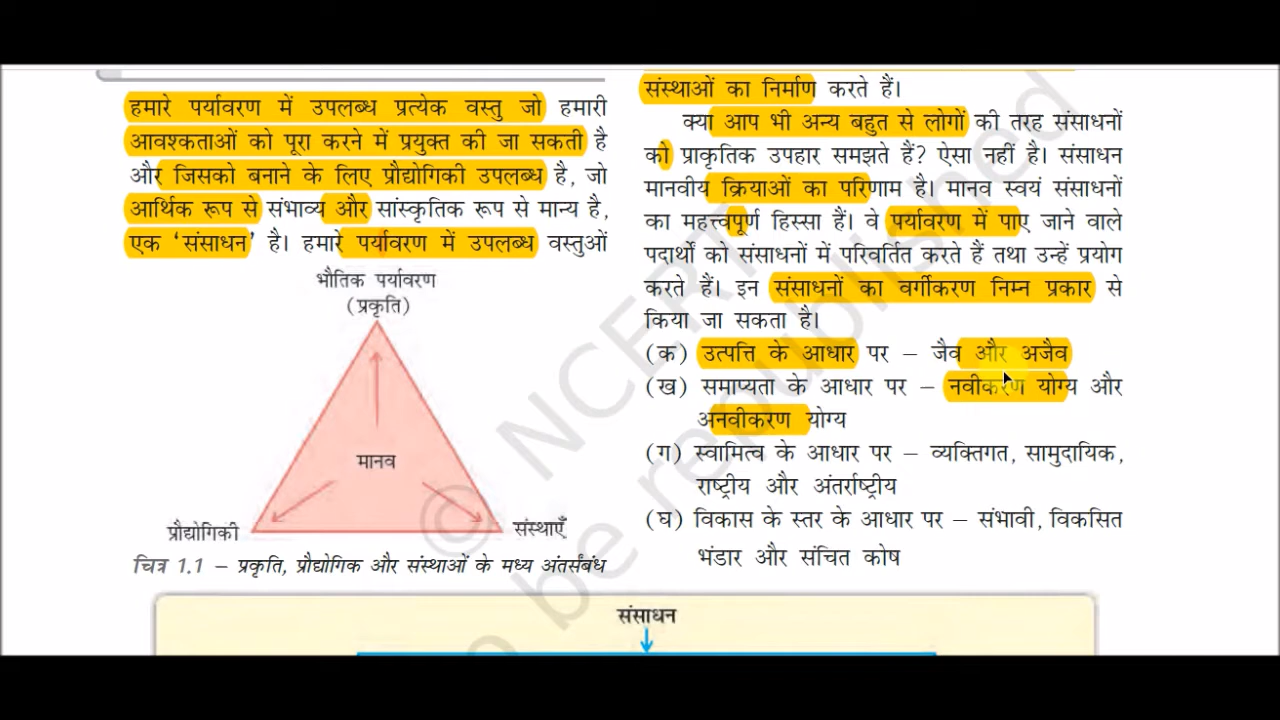 हमारे पर्यावरण में उपलब्ध प्रत्येक वस्तु जो हमारी
आवश्कताओं को पूरा करने में प्रयुक्त की जा सकती है
और जिसको बनाने के लिए प्रौद्योगिकी उपलब्ध है, जो
आर्थिक रूप से संभाव्य और सांस्कृतिक रूप से मान्य है,
एक ‘संसाधन’ है। हमारे पर्यावरण में उपलब्ध वस्तुओं
भौतिक पर्यावरण
(प्रकृति)
मानव
प्रौद्योगिकी
संस्थाएँ
चित्र 1.1 – प्रकृति, प्रौद्योगिक और संस्थाओं के मध्य अंतर्संबंध
संस्थाओं का निर्माण करते हैं।
क्या आप भी अन्य बहुत से लोगों की तरह संसाधनों
को प्राकृतिक उपहार समझते हैं? ऐसा नहीं है। संसाधन
मानवीय क्रियाओं का परिणाम है। मानव स्वयं संसाधनों
का महत्त्वपूर्ण हिस्सा हैं। वे पर्यावरण में पाए जाने वाले
पदार्थों को संसाधनों में परिवर्तित करते हैं तथा उन्हें प्रयोग
करते हैं। इन संसाधनों का वर्गीकरण निम्न प्रकार से
किया जा सकता है।
(क) उत्पत्ति के आधार पर – जैव और अजैव
(ख) समाप्यता के आधार पर – नवीकरण योग्य और
अनवीकरण योग्य
(ग) स्वामित्व के आधार पर – व्यक्तिगत, सामुदायिक,
राष्ट्रीय और अंतर्राष्ट्रीय
(घ) विकास के स्तर के आधार पर – संभावी, विकसित
भंडार और संचित कोष
संसाधन
© NCERT
o be republished